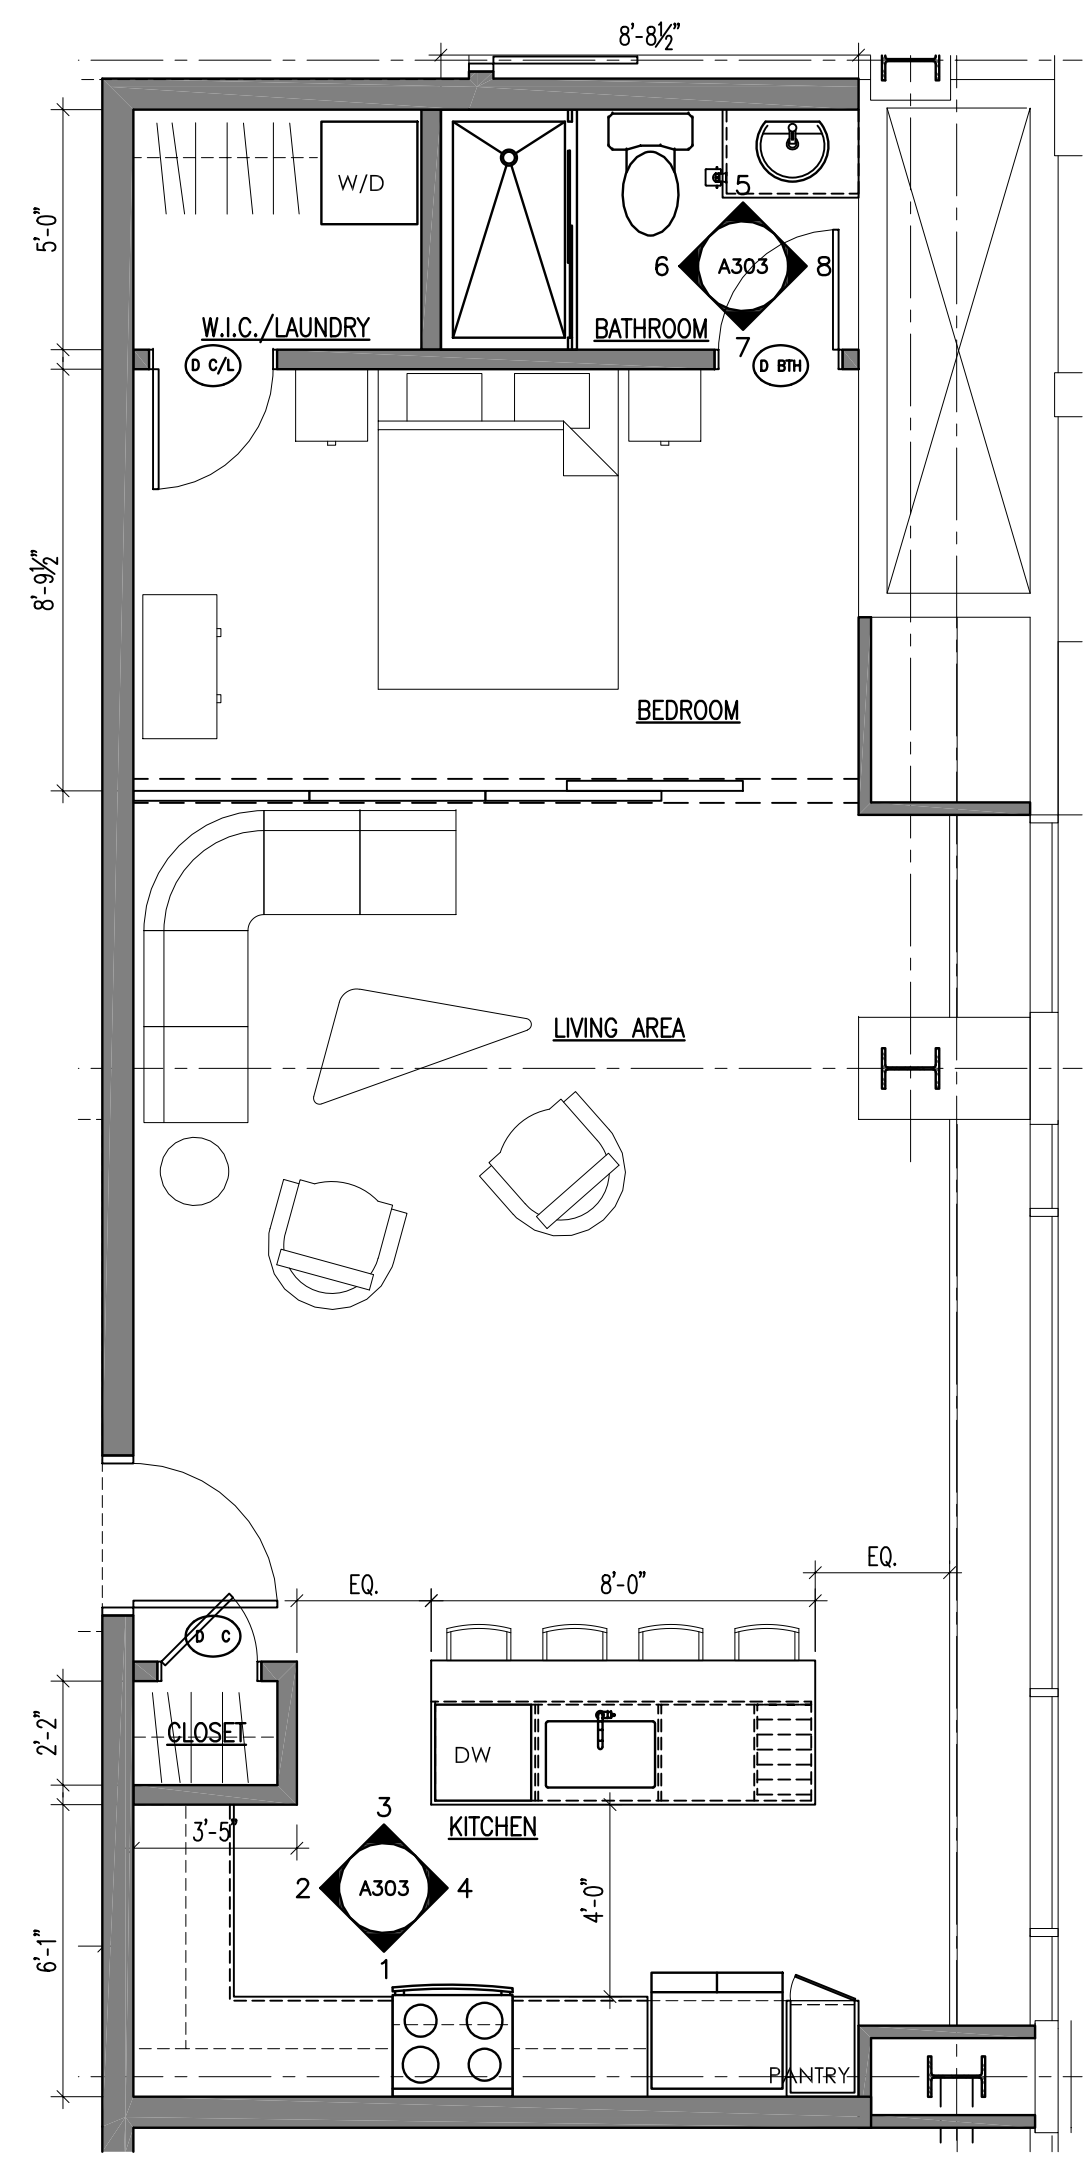 8'-8½"
W/D
5'-0"
5
6 A303 8
W.I.C./LAUNDRY
BATHROOM
7
D C/L
D BTH
8'-9½"
BEDROOM
LIVING AREA
EQ.
EQ.
8'-0"
D C
2'-2"
CLOSET
DW
3
KITCHEN
3'-5"
2 A303 4
4'-0"
6'-1"
1
PANTRY